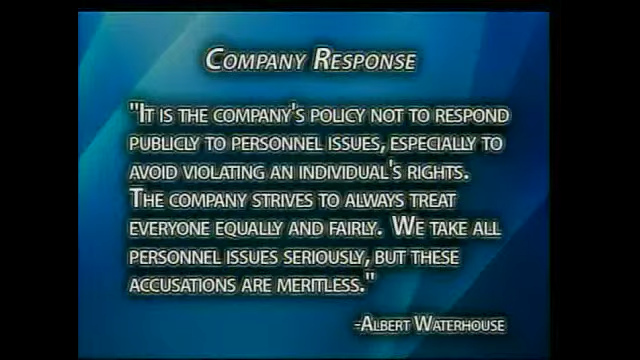 Company Response
"It is the company's policy not to respond
publicly to personnel issues, especially to
avoid violating an individual's rights.
The company strives to always treat
everyone equally and fairly. We take all
personnel issues seriously, but these
accusations are meritless."
-Albert Waterhouse